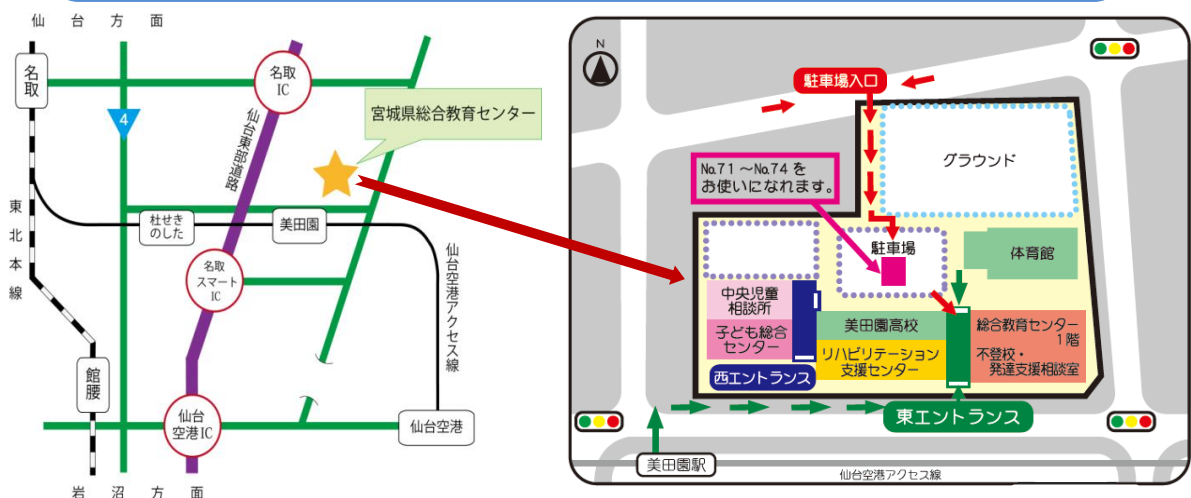 仙台方面
名取
4
名取
IC
仙台東部道路
宮城県総合教育センター
杜せき
のした
美田園
東北本線
名取
スマート
IC
仙台空港アクセス線
館腰
仙台
空港IC
仙台空港
岩沼方面
N
駐車場入口
グラウンド
No.71 ～No.74 を
お使いになれます。
駐車場
体育館
中央児童
相談所
子ども総合
センター
美田園高校
リハビリテーション
支援センター
総合教育センター
1階
不登校・
発達支援相談室
西エントランス
東エントランス
美田園駅
仙台空港アクセス線